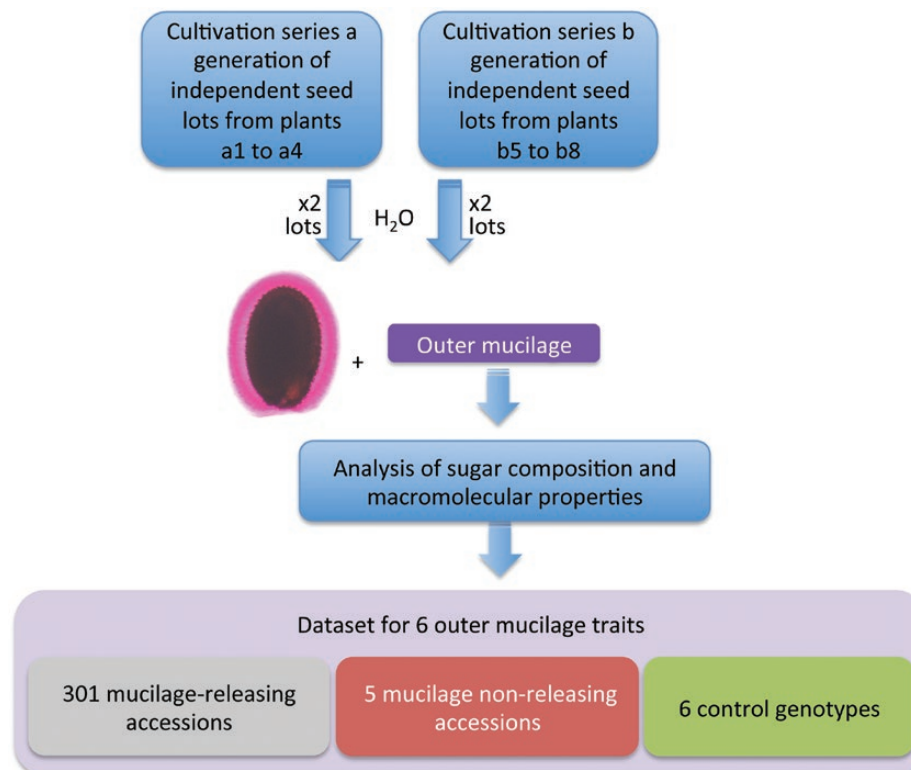 Cultivation series a
generation of
independent seed
lots from plants
a1 to a4
Cultivation series b
generation of
independent seed
lots from plants
b5 to b8
x2
lots
H₂O
x2
lots
+
Outer mucilage
Analysis of sugar composition and
macromolecular properties
Dataset for 6 outer mucilage traits
301 mucilage-releasing
accessions
5 mucilage non-releasing
accessions
6 control genotypes